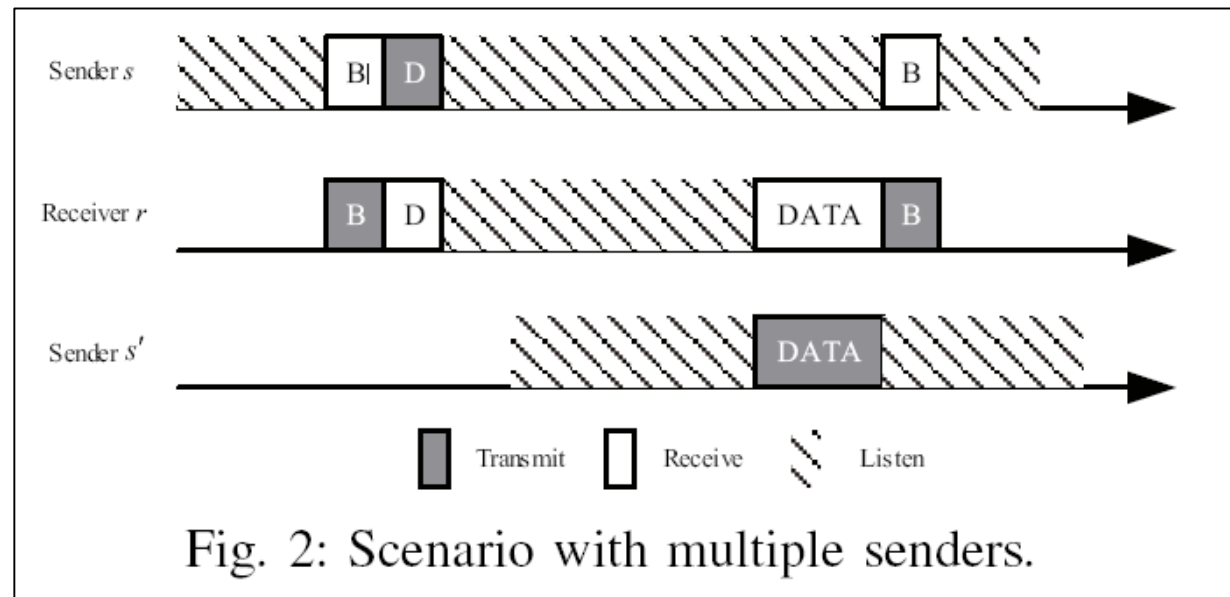 Sender s
B| D
B
Receiver r
B D
DATA B
Sender s'
DATA
Transmit Receive Listen
Fig. 2: Scenario with multiple senders.